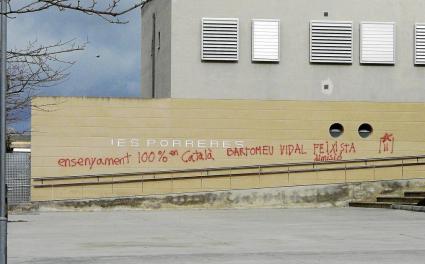 IES PORRERES
ensenyament 100% en Català BARTOMEU VIDAL FEIXISTA
dimissió